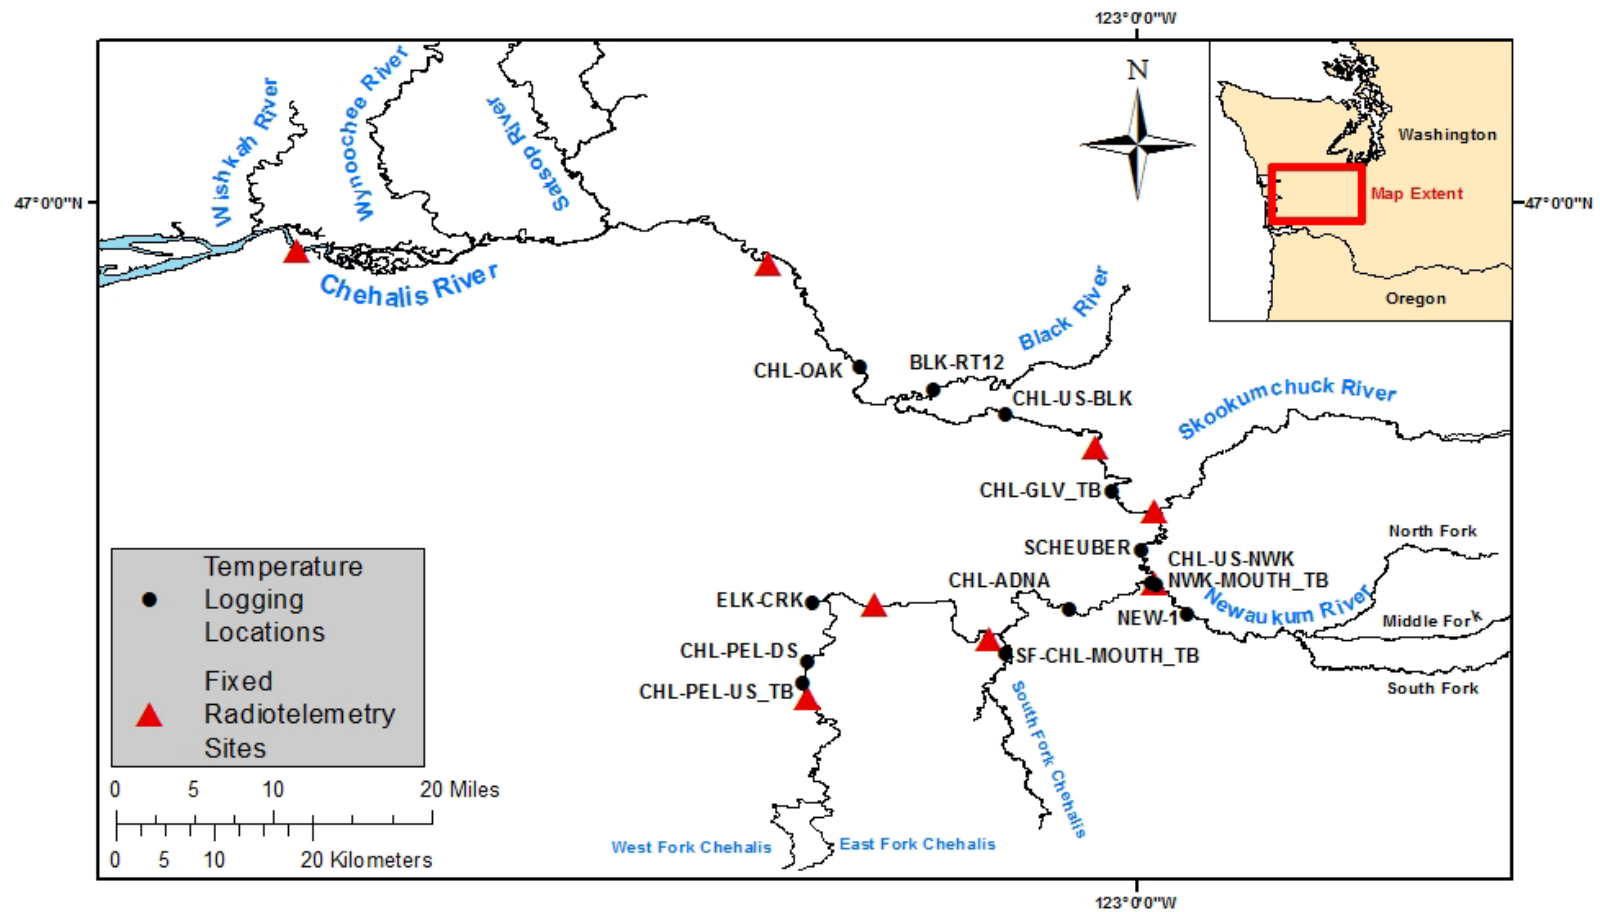 123°0'0"W
N
Wishkah River
Wynoochee River
Satsop River
Washington
Map Extent
Oregon
47°0'0"N
47°0'0"N
Chehalis River
Black River
CHL-OAK
BLK-RT12
CHL-US-BLK
Skookumchuck River
CHL-GLV_TB
SCHEUBER
CHL-US-NWK
NWK-MOUTH_TB
North Fork
CHL-ADNA
ELK-CRK
NEW-1
Newaukum River
Middle Fork
CHL-PEL-DS
SF-CHL-MOUTH_TB
CHL-PEL-US_TB
South Fork
South Fork Chehalis
West Fork Chehalis
East Fork Chehalis
Temperature
Logging
Locations
Fixed
Radiotelemetry
Sites
0 5 10 20 Miles
0 5 10 20 Kilometers
123°0'0"W